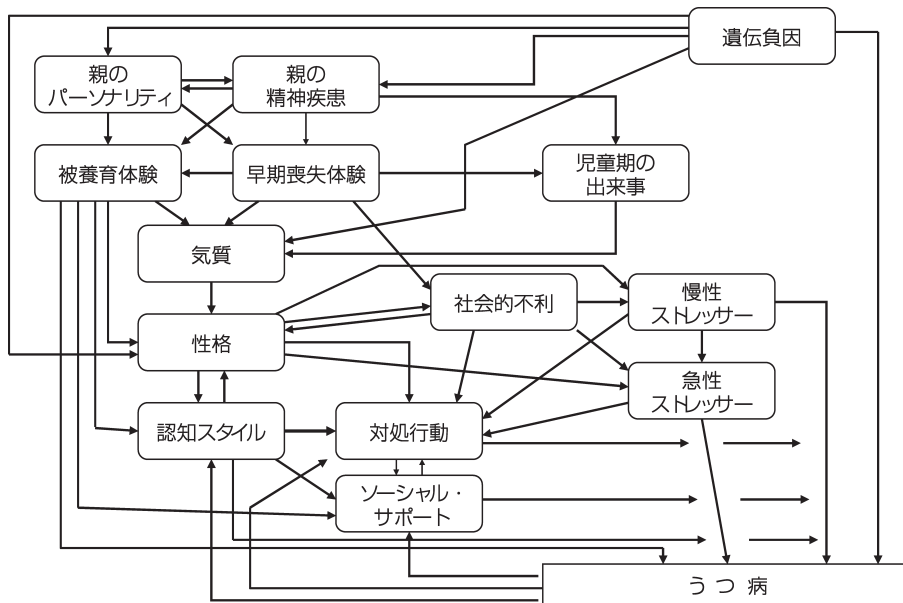 遺伝負因
親の
パーソナリティ
親の
精神疾患
被養育体験
早期喪失体験
児童期の
出来事
気質
社会的不利
慢性
ストレッサー
性格
急性
ストレッサー
認知スタイル
対処行動
ソーシャル・
サポート
うつ病